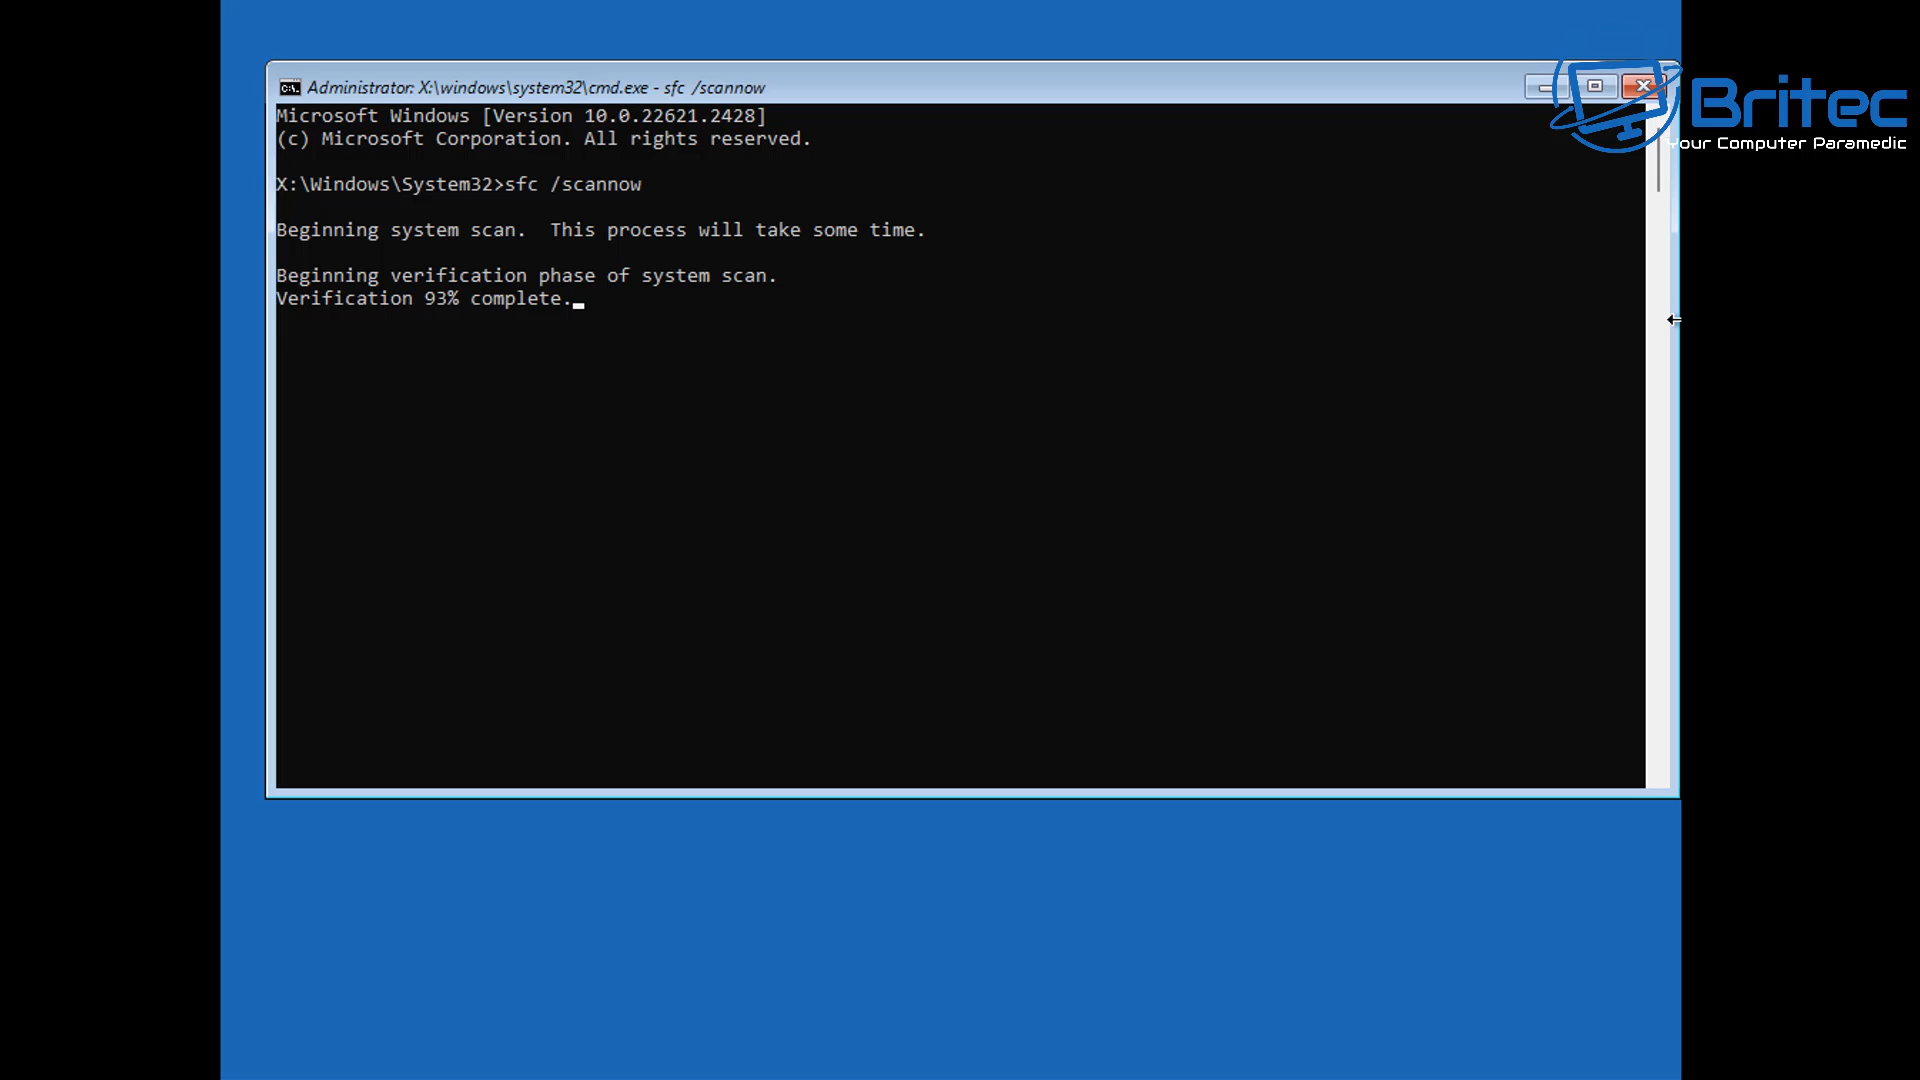 Administrator: X:\windows\system32\cmd.exe - sfc /scannow
Microsoft Windows [Version 10.0.22621.2428]
(c) Microsoft Corporation. All rights reserved.
X:\Windows\System32>sfc /scannow
Beginning system scan.  This process will take some time.
Beginning verification phase of system scan.
Verification 93% complete.
Britec
Your Computer Paramedic